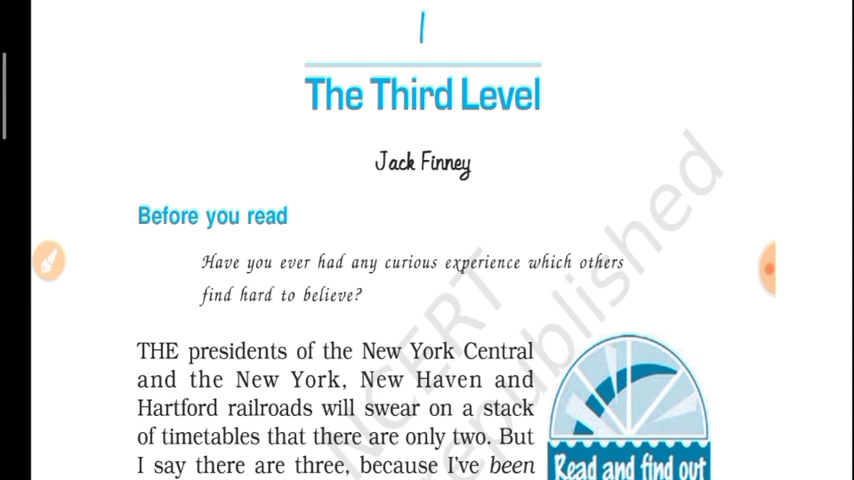 1
The Third Level
Jack Finney
Before you read
Have you ever had any curious experience which others
find hard to believe?
THE presidents of the New York Central
and the New York, New Haven and
Hartford railroads will swear on a stack
of timetables that there are only two. But
I say there are three, because I've been
Read and find out
NCERT
republished